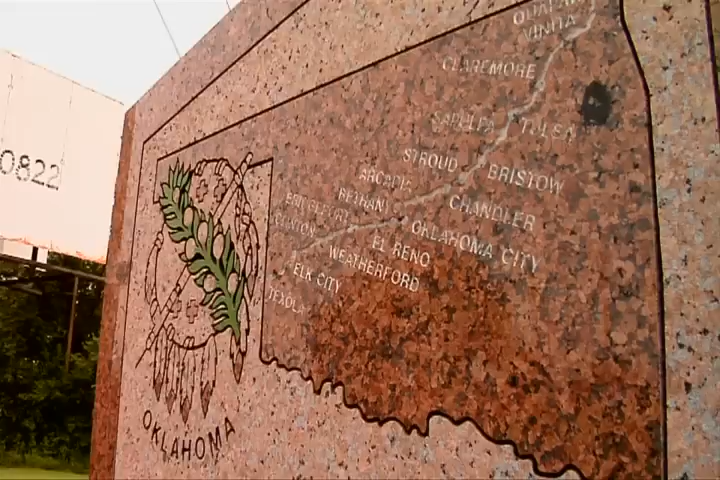 QUAPAW
VINITA
CLAREMORE
0822
SAPULPA TULSA
STROUD BRISTOW
ARCADIA
CHANDLER
BETHANY
BRIDGEPORT
OKLAHOMA CITY
CLINTON
EL RENO
WEATHERFORD
ELK CITY
TEXOLA
OKLAHOMA